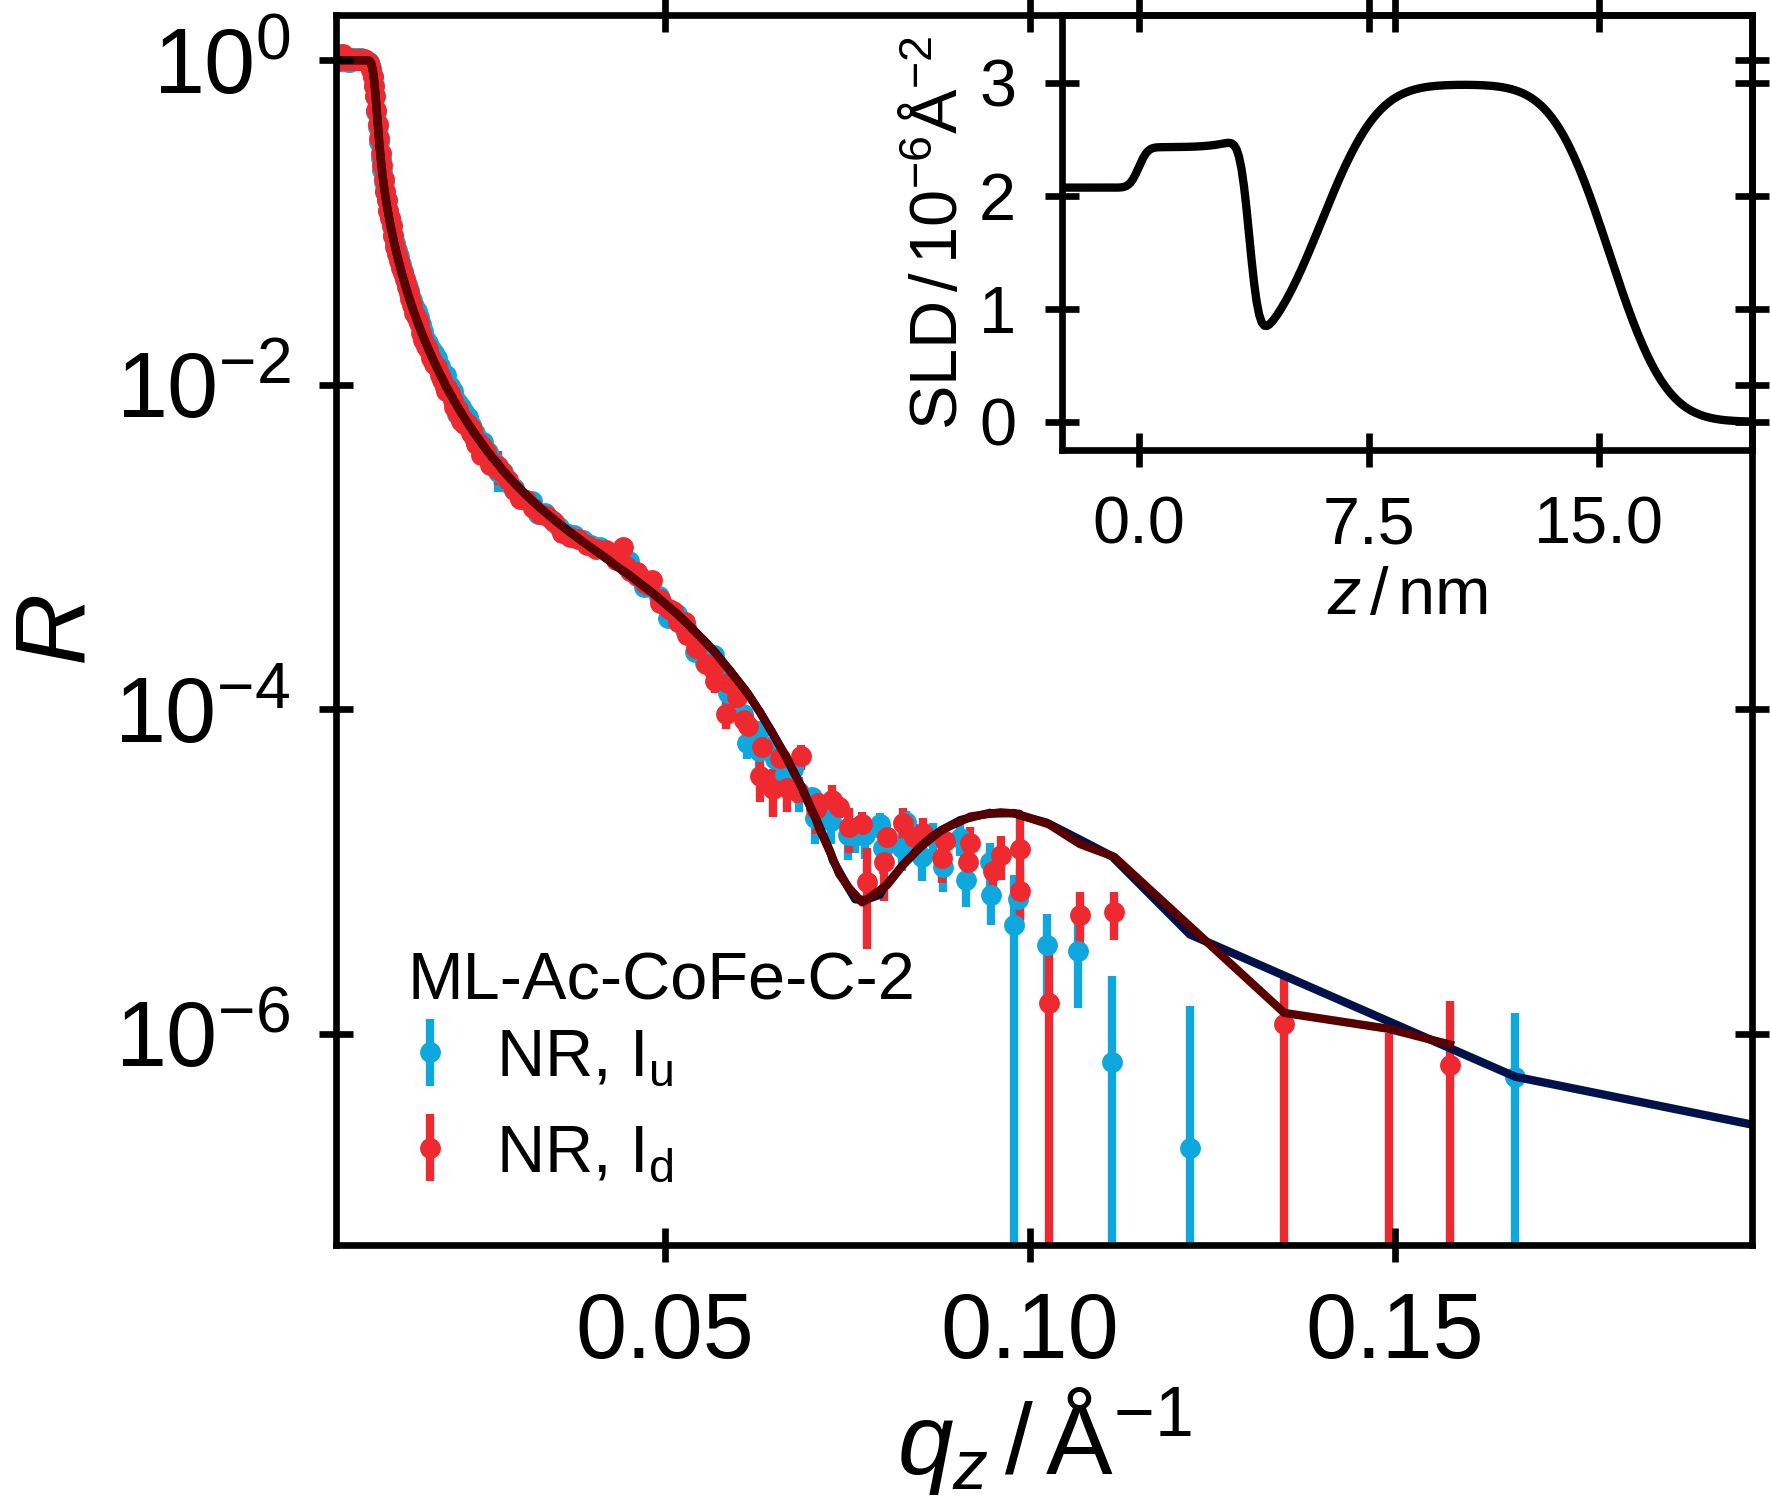 10⁰
10⁻²
10⁻⁴
10⁻⁶
R
SLD / 10⁻⁶Å⁻²
3
2
1
0
0.0 7.5 15.0
z / nm
ML-Ac-CoFe-C-2
NR, Iᵤ
NR, I_d
0.05 0.10 0.15
q_z / Å⁻¹